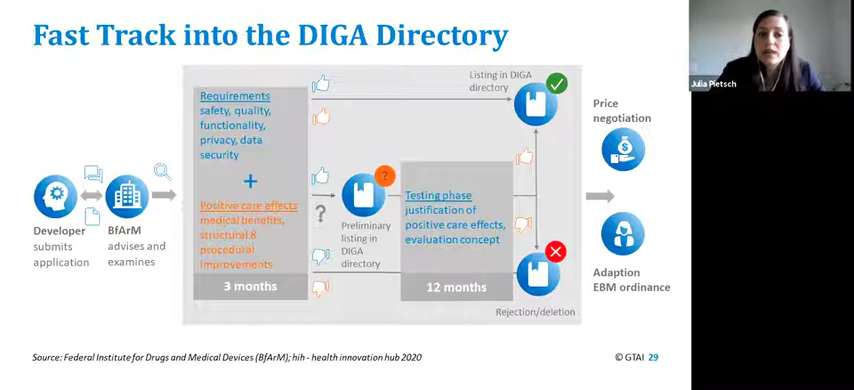 Fast Track into the DIGA Directory
Julia Pietsch
Requirements
safety, quality,
functionality,
privacy, data
security
+
Positive care effects
medical benefits,
structural &
procedural
improvements
3 months
Developer
submits
application
BfArM
advises and
examines
?
?
Preliminary
listing in
DIGA
directory
Testing phase
justification of
positive care effects,
evaluation concept
12 months
Listing in DIGA
directory
Rejection/deletion
Price
negotiation
$
Adaption
EBM ordinance
Source: Federal Institute for Drugs and Medical Devices (BfArM); hih - health innovation hub 2020
© GTAI 29